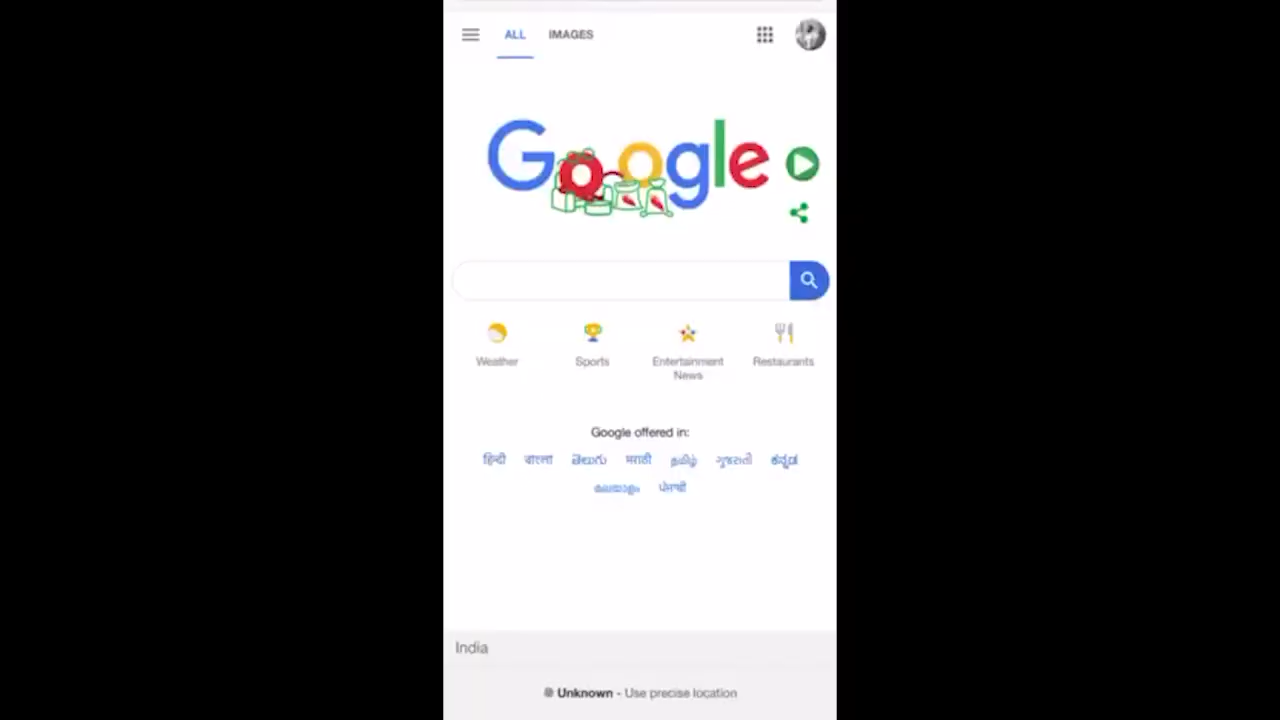 ALL IMAGES
Google
Weather Sports Entertainment News Restaurants
Google offered in:
हिन्दी বাংলা తెలుగు मराठी தமிழ் ગુજરાતી ಕನ್ನಡ
മലയാളം ਪੰਜਾਬੀ
India
Unknown - Use precise location